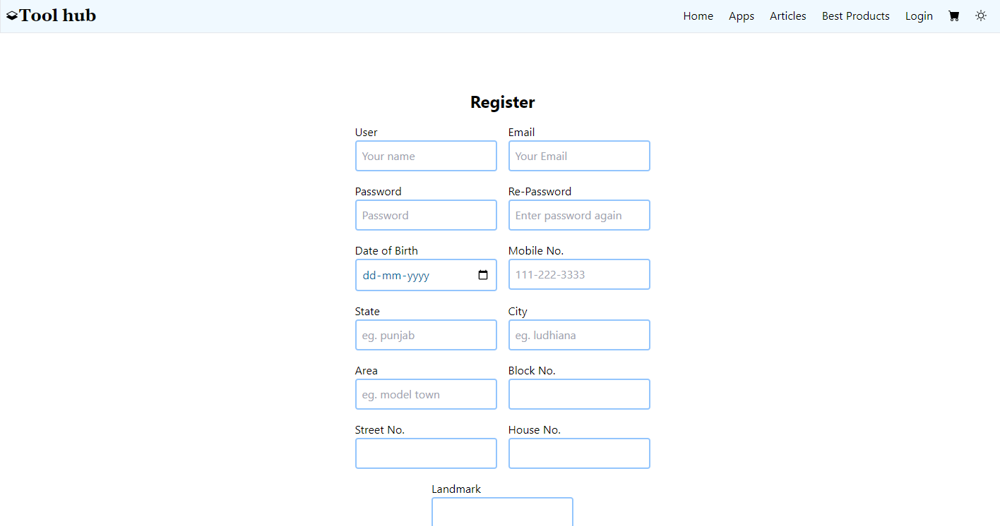 Tool hub Home Apps Articles Best Products Login
Register
User Email
Your name Your Email
Password Re-Password
Password Enter password again
Date of Birth Mobile No.
dd-mm-yyyy 111-222-3333
State City
eg. punjab eg. ludhiana
Area Block No.
eg. model town
Street No. House No.
Landmark